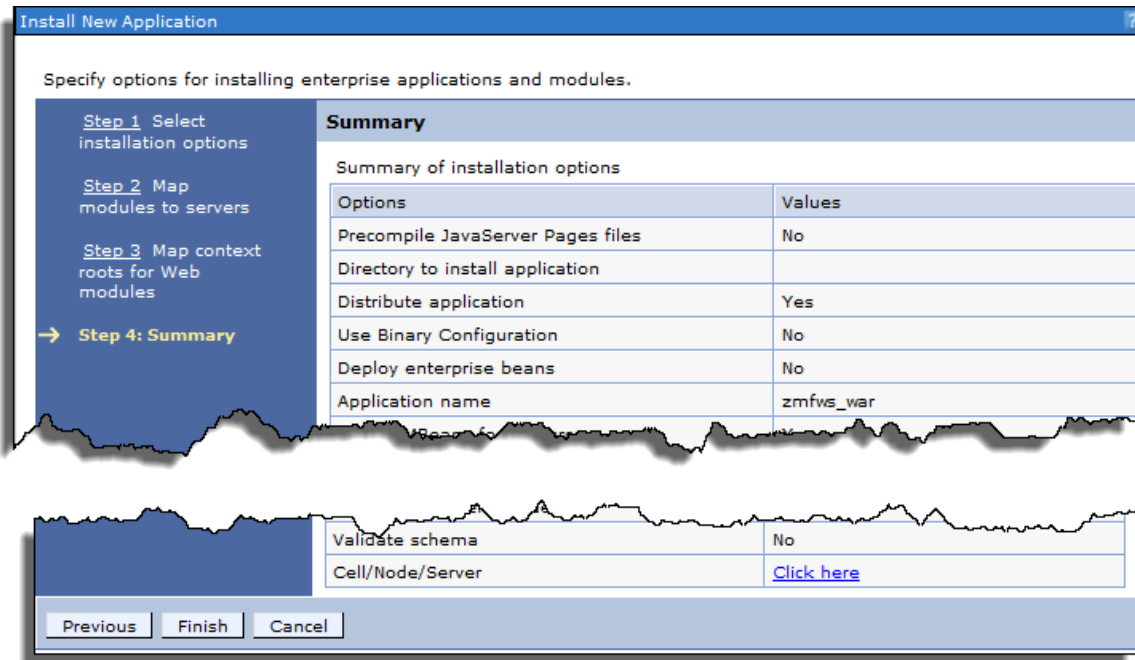 Install New Application
?
Specify options for installing enterprise applications and modules.
Step 1 Select
installation options
Step 2 Map
modules to servers
Step 3 Map context
roots for Web
modules
→ Step 4: Summary
Summary
Summary of installation options
Options Values
Precompile JavaServer Pages files No
Directory to install application
Distribute application Yes
Use Binary Configuration No
Deploy enterprise beans No
Application name zmfws_war
Validate schema No
Cell/Node/Server Click here
Previous Finish Cancel